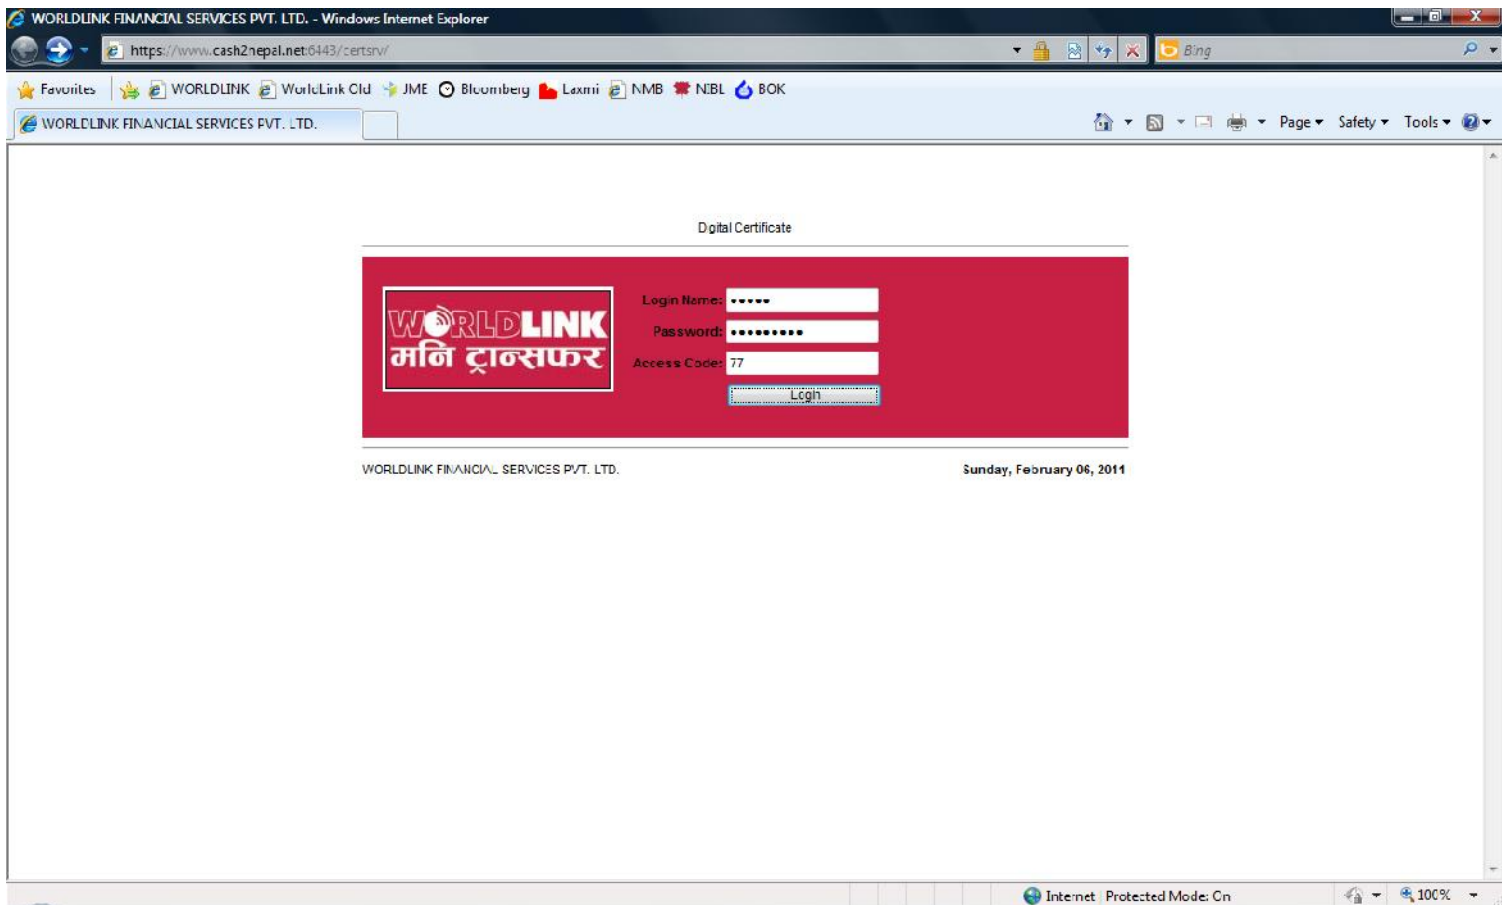 WORLDLINK FINANCIAL SERVICES PVT. LTD. - Windows Internet Explorer
https://www.cash2nepal.net:6443/certsrv/
Bing
Favorites WORLDLINK WorldLink Old JME Bloomberg Laxmi NMB NIBL BOK
WORLDLINK FINANCIAL SERVICES PVT. LTD.
Page Safety Tools
Digital Certificate
WORLDLINK
मनि ट्रान्सफर
Login Name: •••••
Password: •••••••••
Access Code: 77
Login
WORLDLINK FINANCIAL SERVICES PVT. LTD. Sunday, February 06, 2011
Internet | Protected Mode: On 100%